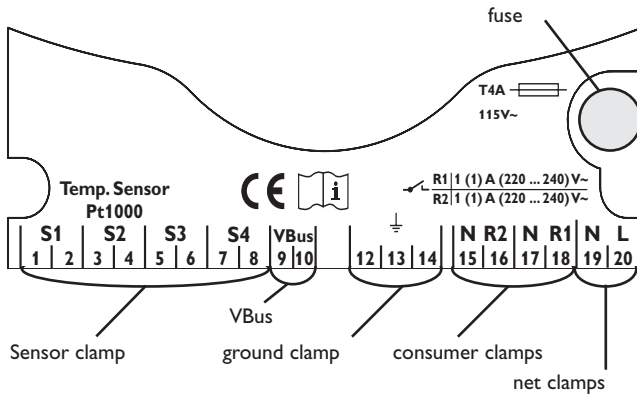 fuse
T4A
115V~
Temp. Sensor
Pt1000
CE
i
R1 1 (1) A (220 ... 240) V~
R2 1 (1) A (220 ... 240) V~
S1 S2 S3 S4 VBus N R2 N R1 N L
1 2 3 4 5 6 7 8 9 10 12 13 14 15 16 17 18 19 20
VBus
Sensor clamp ground clamp consumer clamps
net clamps